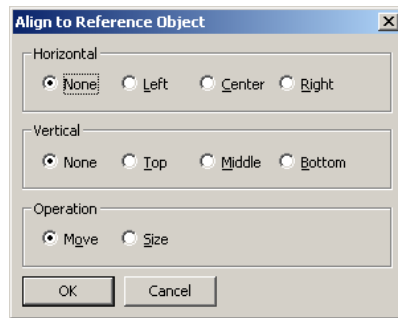 Align to Reference Object
Horizontal
None Left Center Right
Vertical
None Top Middle Bottom
Operation
Move Size
OK Cancel